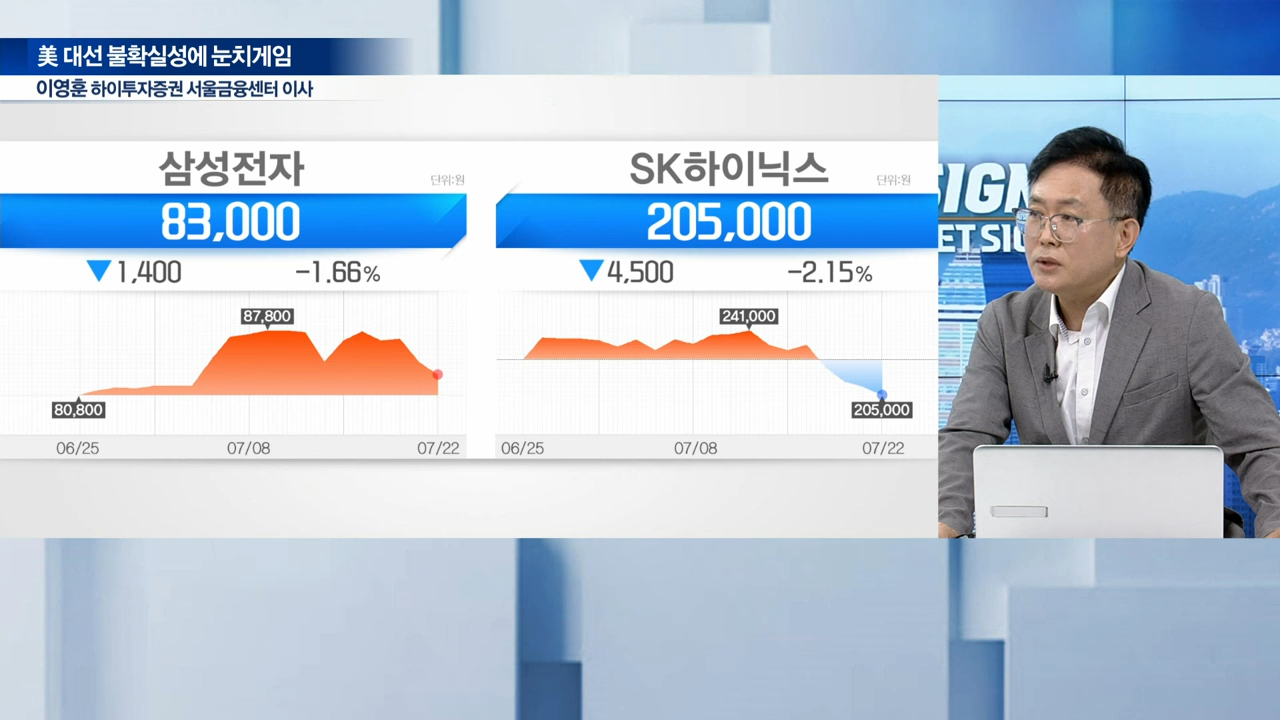 美 대선 불확실성에 눈치게임
이영훈 하이투자증권 서울금융센터 이사
삼성전자
단위:원
83,000
▼1,400 -1.66%
87,800
80,800
06/25 07/08 07/22
SK하이닉스
단위:원
205,000
▼4,500 -2.15%
241,000
205,000
06/25 07/08 07/22
SIGN
ET SIG